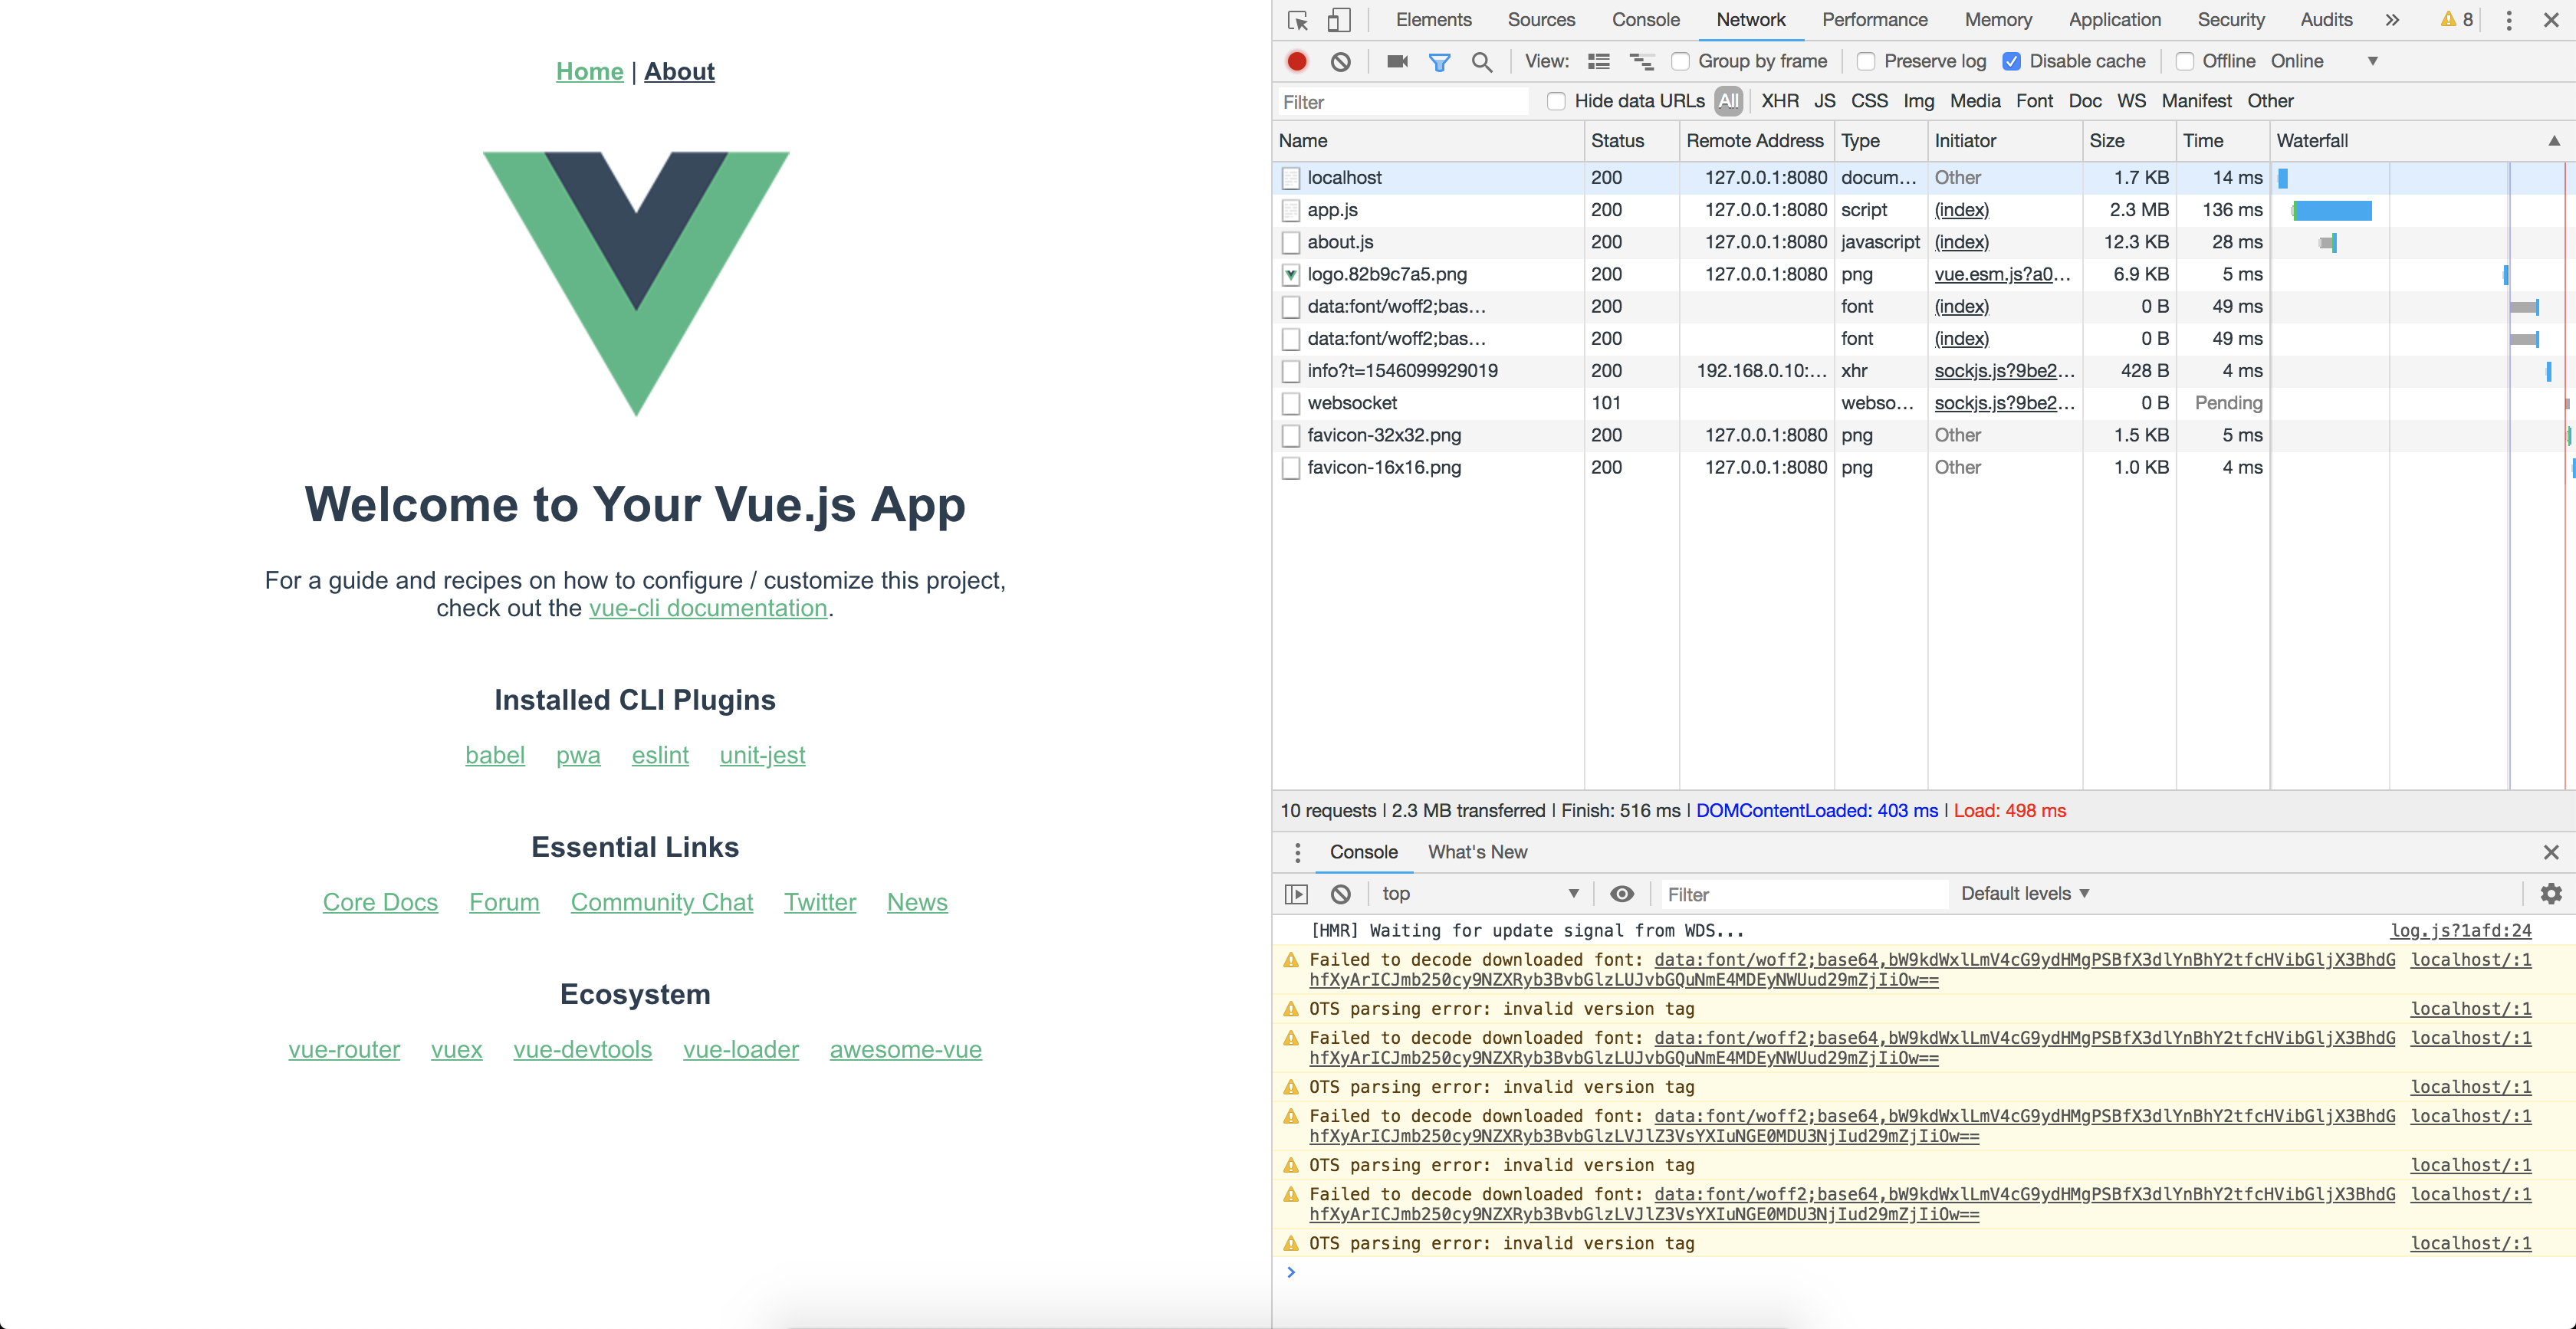 Home | About
Welcome to Your Vue.js App
For a guide and recipes on how to configure / customize this project,
check out the vue-cli documentation.
Installed CLI Plugins
babel pwa eslint unit-jest
Essential Links
Core Docs Forum Community Chat Twitter News
Ecosystem
vue-router vuex vue-devtools vue-loader awesome-vue
Elements Sources Console Network Performance Memory Application Security Audits » 8
View: Group by frame Preserve log Disable cache Offline Online
Filter Hide data URLs All XHR JS CSS Img Media Font Doc WS Manifest Other
Name Status Remote Address Type Initiator Size Time Waterfall
localhost 200 127.0.0.1:8080 docum... Other 1.7 KB 14 ms
app.js 200 127.0.0.1:8080 script (index) 2.3 MB 136 ms
about.js 200 127.0.0.1:8080 javascript (index) 12.3 KB 28 ms
logo.82b9c7a5.png 200 127.0.0.1:8080 png vue.esm.js?a0... 6.9 KB 5 ms
data:font/woff2;bas... 200 font (index) 0 B 49 ms
data:font/woff2;bas... 200 font (index) 0 B 49 ms
info?t=1546099929019 200 192.168.0.10:... xhr sockjs.js?9be2... 428 B 4 ms
websocket 101 webso... sockjs.js?9be2... 0 B Pending
favicon-32x32.png 200 127.0.0.1:8080 png Other 1.5 KB 5 ms
favicon-16x16.png 200 127.0.0.1:8080 png Other 1.0 KB 4 ms
10 requests | 2.3 MB transferred | Finish: 516 ms | DOMContentLoaded: 403 ms | Load: 498 ms
Console What's New
top Filter Default levels
[HMR] Waiting for update signal from WDS... log.js?1afd:24
Failed to decode downloaded font: data:font/woff2;base64,bW9kdWxlLmV4cG9ydHMgPSBfX3dlYnBhY2tfcHVibGljX3BhdG localhost/:1
hfXyArICJmb250cy9NZXRyb3BvbGlzLUJvbGQuNmE4MDEyNWUud29mZjIiOw==
OTS parsing error: invalid version tag localhost/:1
Failed to decode downloaded font: data:font/woff2;base64,bW9kdWxlLmV4cG9ydHMgPSBfX3dlYnBhY2tfcHVibGljX3BhdG localhost/:1
hfXyArICJmb250cy9NZXRyb3BvbGlzLUJvbGQuNmE4MDEyNWUud29mZjIiOw==
OTS parsing error: invalid version tag localhost/:1
Failed to decode downloaded font: data:font/woff2;base64,bW9kdWxlLmV4cG9ydHMgPSBfX3dlYnBhY2tfcHVibGljX3BhdG localhost/:1
hfXyArICJmb250cy9NZXRyb3BvbGlzLVJlZ3VsYXIuNGE0MDU3NjIud29mZjIiOw==
OTS parsing error: invalid version tag localhost/:1
Failed to decode downloaded font: data:font/woff2;base64,bW9kdWxlLmV4cG9ydHMgPSBfX3dlYnBhY2tfcHVibGljX3BhdG localhost/:1
hfXyArICJmb250cy9NZXRyb3BvbGlzLVJlZ3VsYXIuNGE0MDU3NjIud29mZjIiOw==
OTS parsing error: invalid version tag localhost/:1